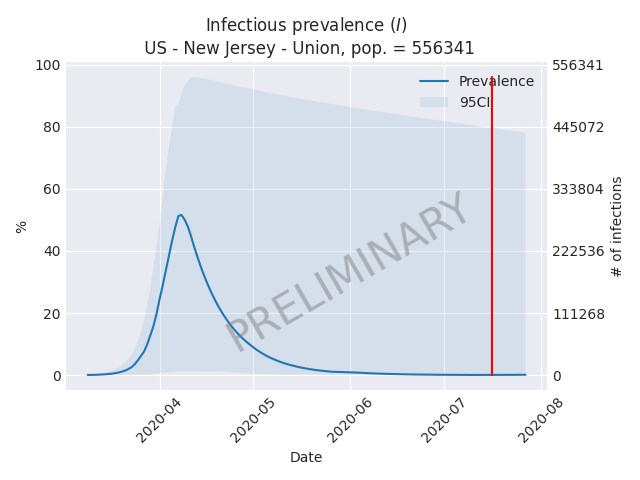 Infectious prevalence (I)
US - New Jersey - Union, pop. = 556341
100
80
60
40
20
0
%
556341
445072
333804
222536
111268
0
# of infections
Prevalence
95CI
PRELIMINARY
2020-04
2020-05
2020-06
2020-07
2020-08
Date